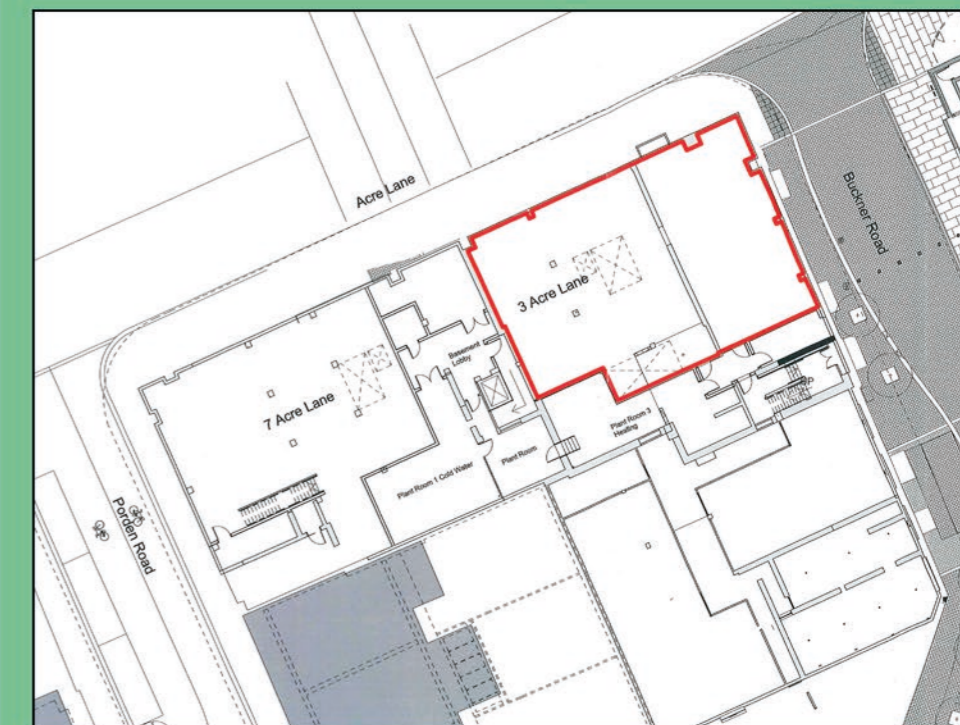 Acre Lane
Buckner Road
3 Acre Lane
Basement
Lobby
7 Acre Lane
Plant Room 3
Heating
Plant Room
Plant Room 1 Cold Water
Porden Road